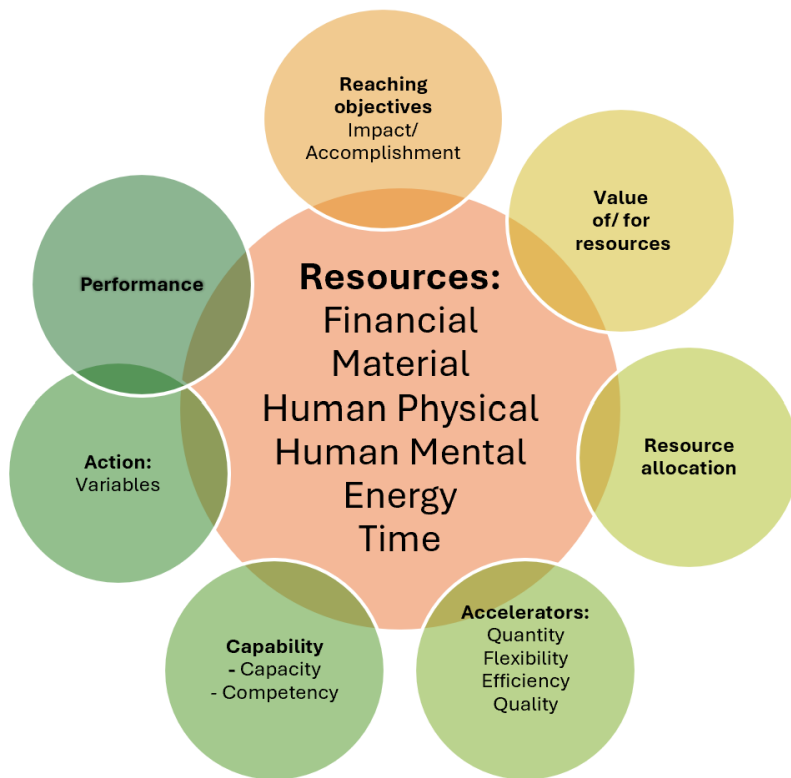 Reaching
objectives
Impact/
Accomplishment
Value
of/ for
resources
Performance
Resources:
Financial
Material
Human Physical
Human Mental
Energy
Time
Resource
allocation
Action:
Variables
Accelerators:
Quantity
Flexibility
Efficiency
Quality
Capability
- Capacity
- Competency